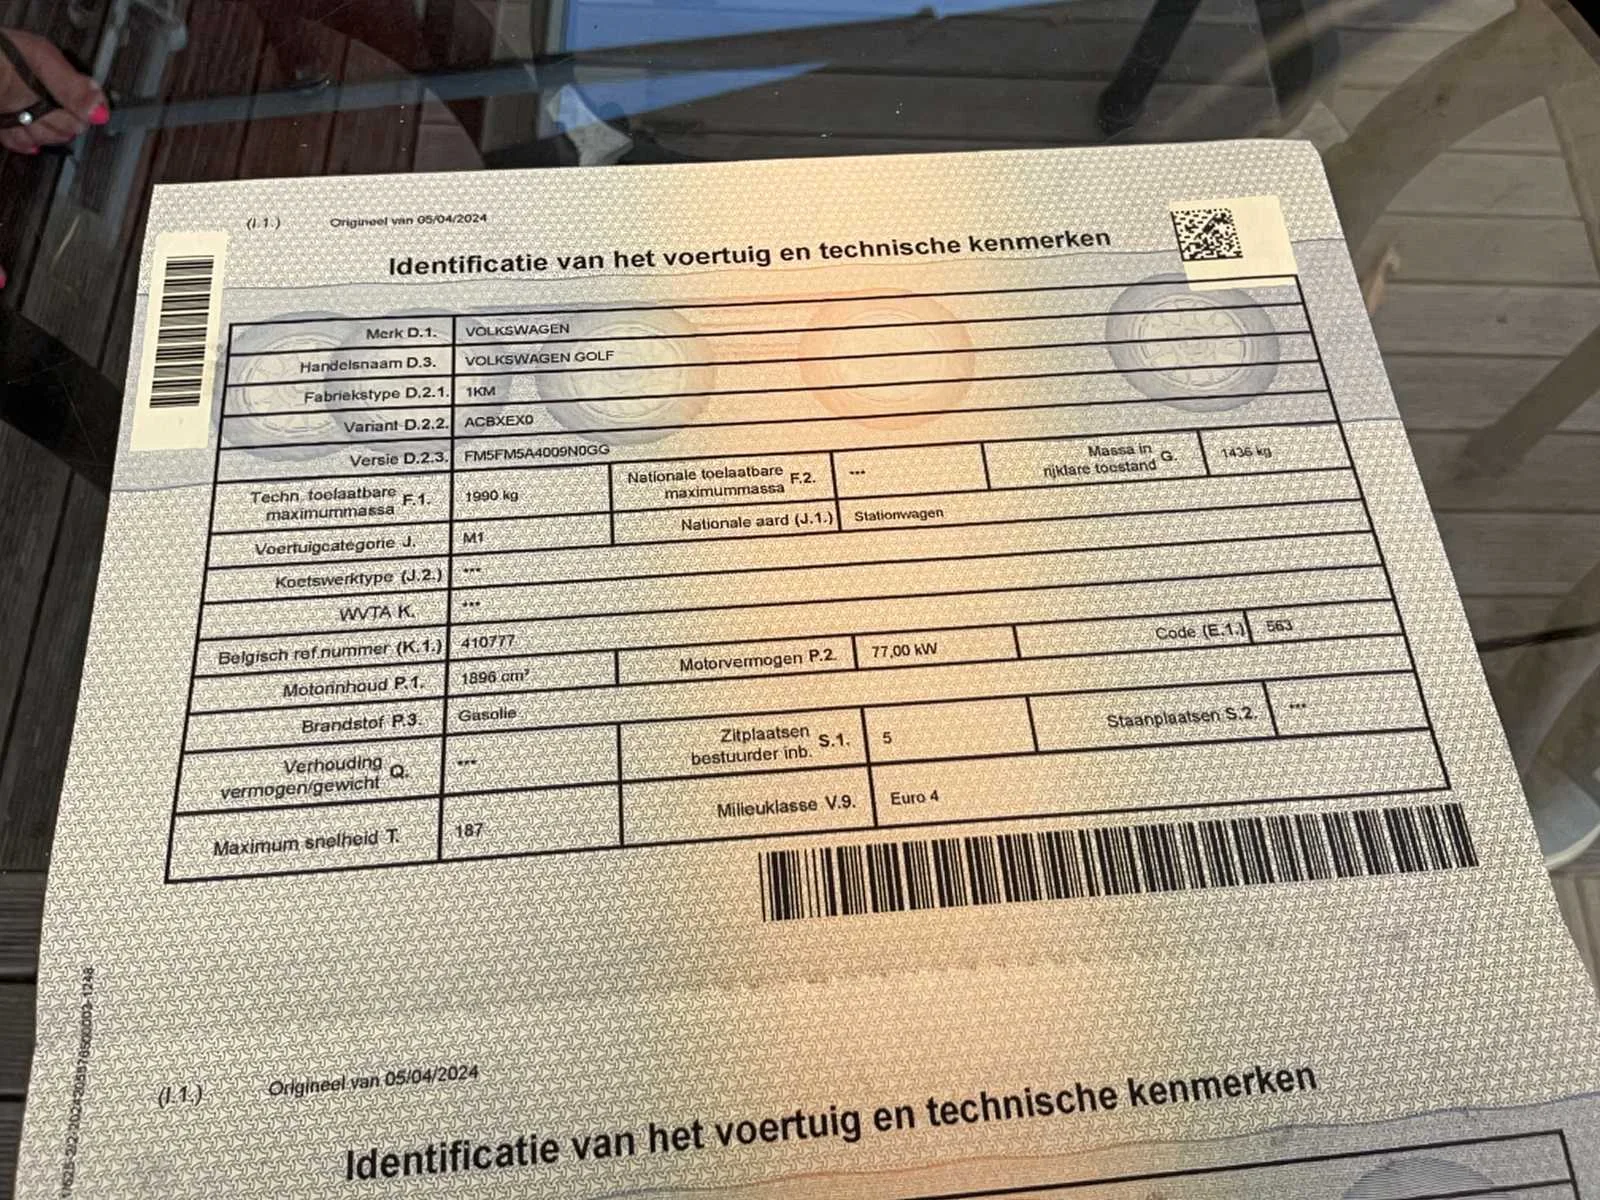 (I.1.) Origineel van 05/04/2024
Identificatie van het voertuig en technische kenmerken
Merk D.1. VOLKSWAGEN
Handelsnaam D.3. VOLKSWAGEN GOLF
Fabriekstype D.2.1. 1KM
Variant D.2.2. ACBXEX0
Versie D.2.3. FM5FM5A4009N0GG
Techn. toelaatbare maximummassa F.1. 1990 kg Nationale toelaatbare maximummassa F.2. --- Massa in rijklare toestand G. 1436 kg
Voertuigcategorie J. M1 Nationale aard (J.1.) Stationwagen
Koetswerktype (J.2.) ---
WVTA K. ---
Belgisch ref.nummer (K.1.) 410777
Motorinhoud P.1. 1896 cm³ Motorvermogen P.2. 77,00 kW Code (E.1.) 563
Brandstof P.3. Gasolie
Verhouding vermogen/gewicht Q. --- Zitplaatsen bestuurder inb. S.1. 5 Staanplaatsen S.2. ---
Maximum snelheid T. 187 Milieuklasse V.9. Euro 4
(I.1.) Origineel van 05/04/2024
Identificatie van het voertuig en technische kenmerken